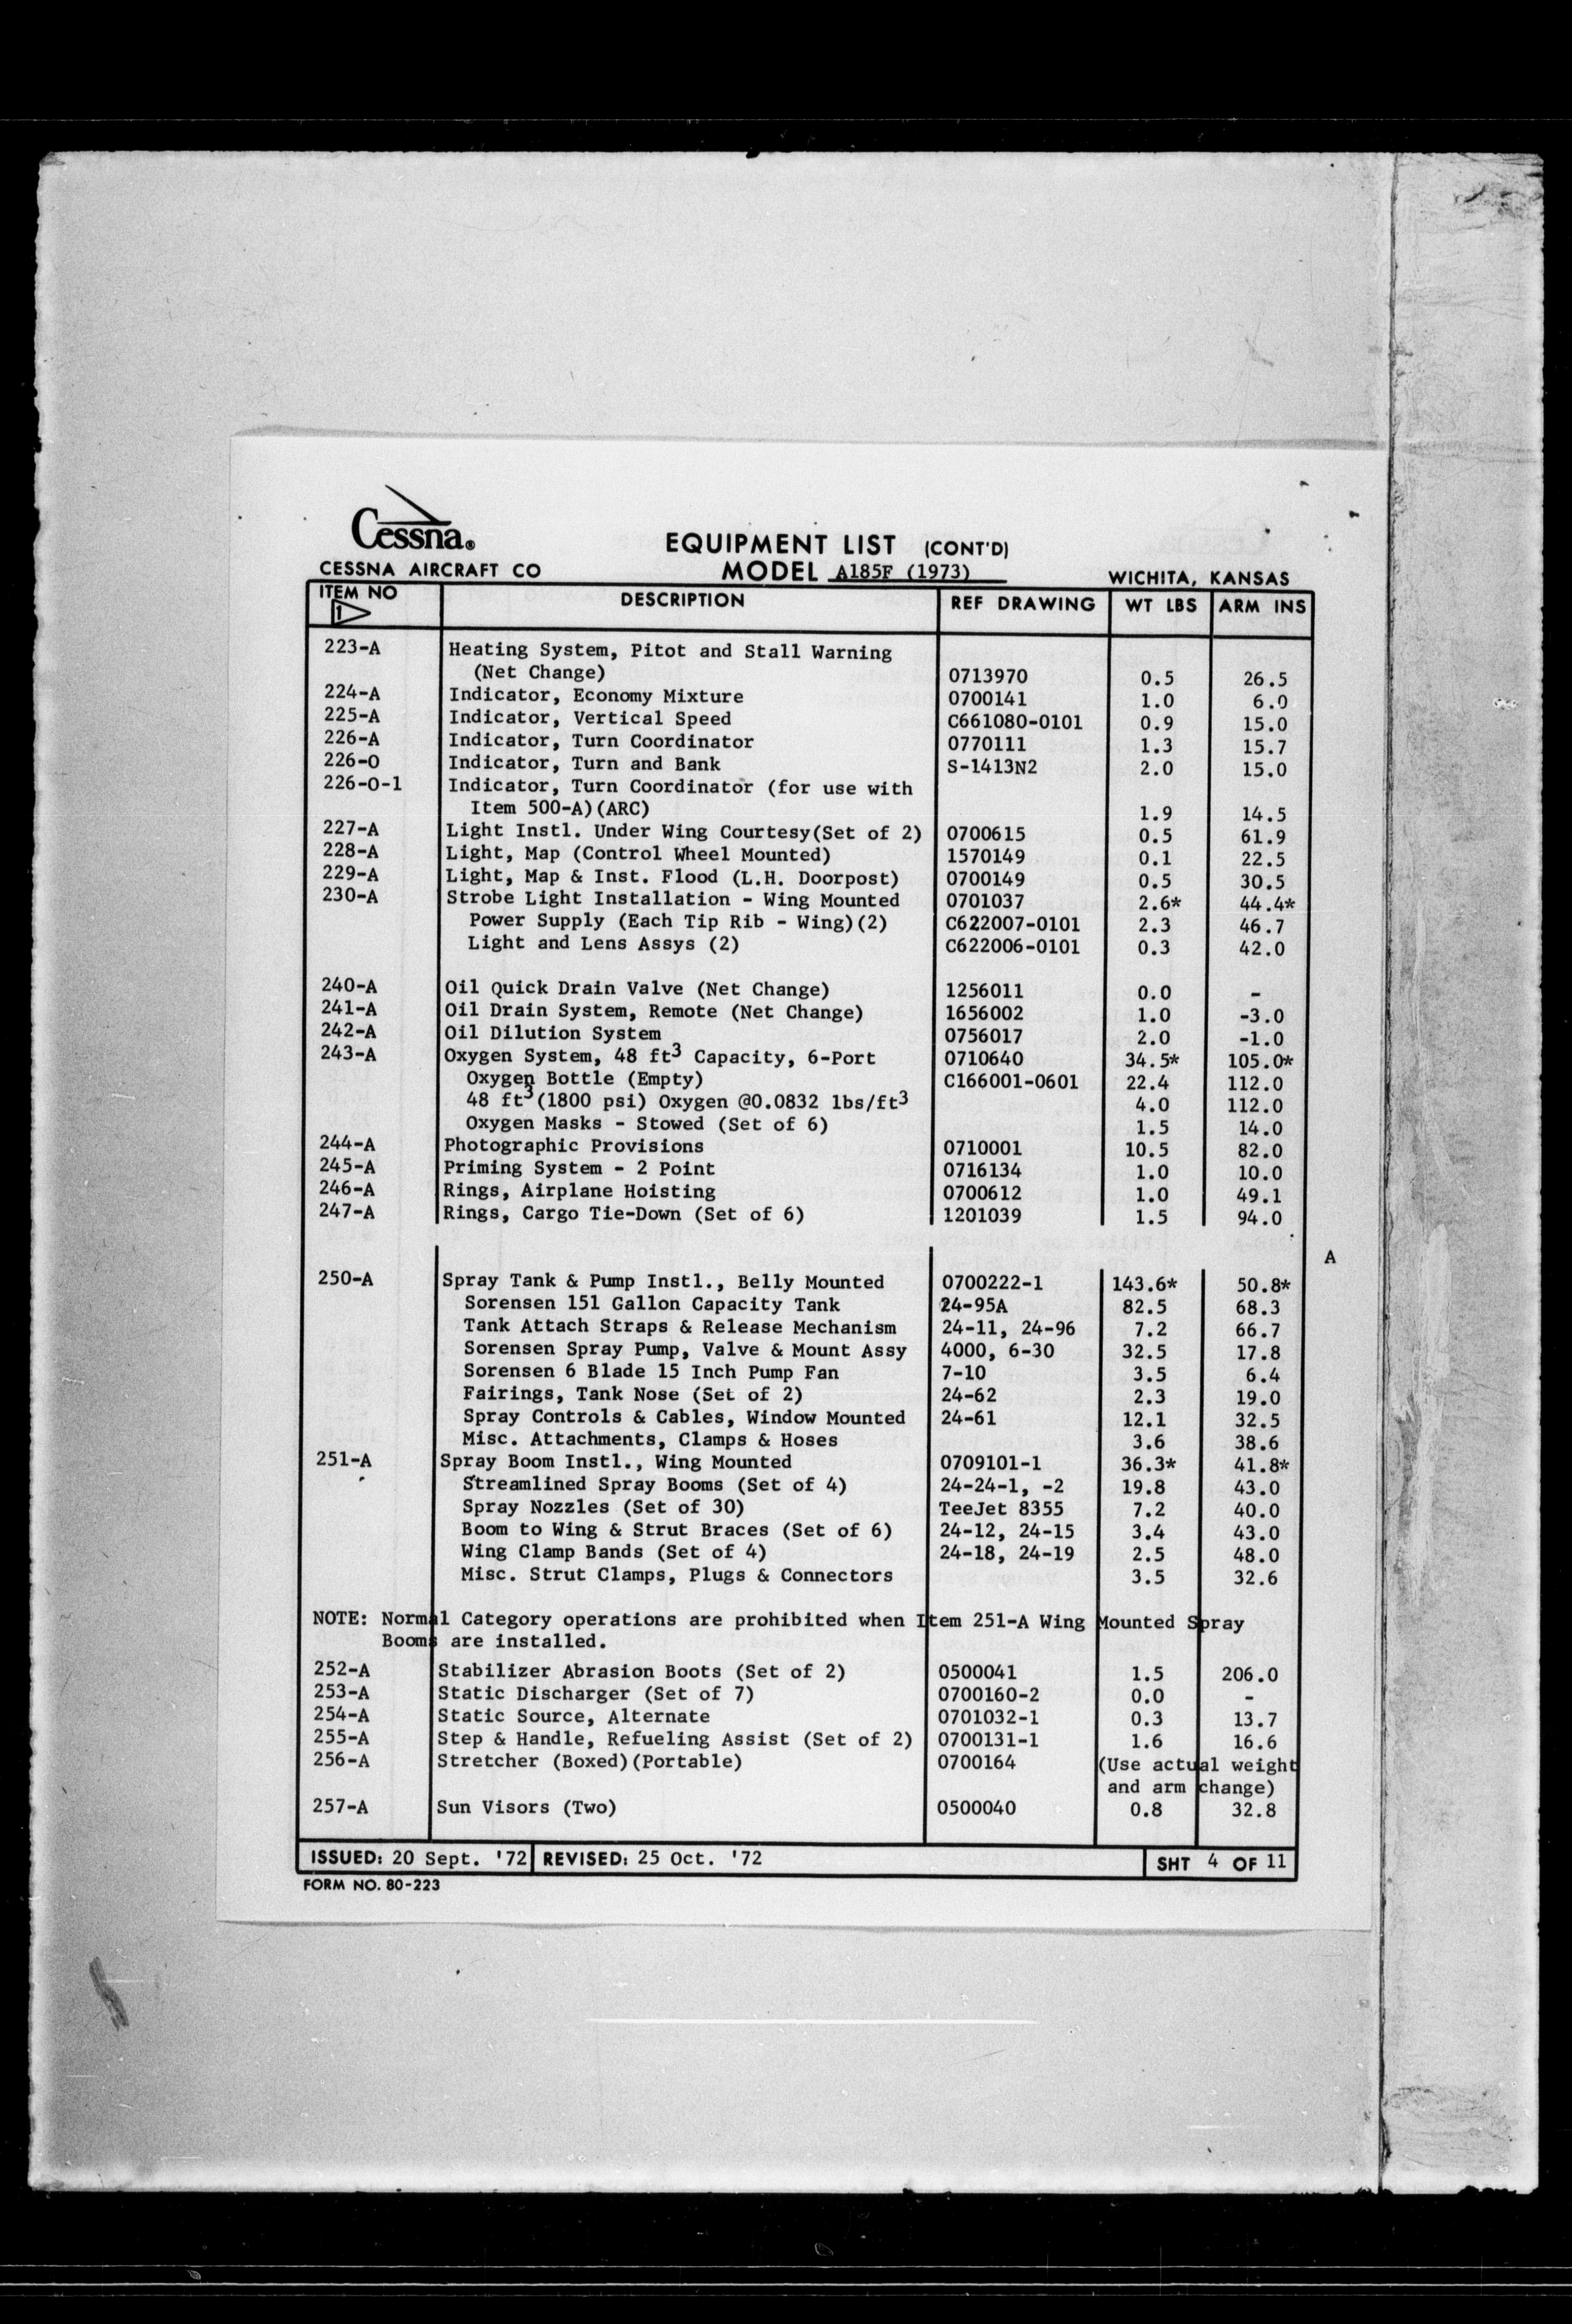 Cessna®
CESSNA AIRCRAFT CO
EQUIPMENT LIST (CONT'D)
MODEL A185F (1973)
WICHITA, KANSAS
ITEM NO DESCRIPTION REF DRAWING WT LBS ARM INS
1
223-A Heating System, Pitot and Stall Warning
(Net Change) 0713970 0.5 26.5
224-A Indicator, Economy Mixture 0700141 1.0 6.0
225-A Indicator, Vertical Speed C661080-0101 0.9 15.0
226-A Indicator, Turn Coordinator 0770111 1.3 15.7
226-O Indicator, Turn and Bank S-1413N2 2.0 15.0
226-O-1 Indicator, Turn Coordinator (for use with
Item 500-A)(ARC) 1.9 14.5
227-A Light Instl. Under Wing Courtesy(Set of 2) 0700615 0.5 61.9
228-A Light, Map (Control Wheel Mounted) 1570149 0.1 22.5
229-A Light, Map & Inst. Flood (L.H. Doorpost) 0700149 0.5 30.5
230-A Strobe Light Installation - Wing Mounted 0701037 2.6* 44.4*
Power Supply (Each Tip Rib - Wing)(2) C622007-0101 2.3 46.7
Light and Lens Assys (2) C622006-0101 0.3 42.0
240-A Oil Quick Drain Valve (Net Change) 1256011 0.0 -
241-A Oil Drain System, Remote (Net Change) 1656002 1.0 -3.0
242-A Oil Dilution System 0756017 2.0 -1.0
243-A Oxygen System, 48 ft3 Capacity, 6-Port 0710640 34.5* 105.0*
Oxygen Bottle (Empty) C166001-0601 22.4 112.0
48 ft3(1800 psi) Oxygen @0.0832 lbs/ft3 4.0 112.0
Oxygen Masks - Stowed (Set of 6) 1.5 14.0
244-A Photographic Provisions 0710001 10.5 82.0
245-A Priming System - 2 Point 0716134 1.0 10.0
246-A Rings, Airplane Hoisting 0700612 1.0 49.1
247-A Rings, Cargo Tie-Down (Set of 6) 1201039 1.5 94.0
A
250-A Spray Tank & Pump Instl., Belly Mounted 0700222-1 143.6* 50.8*
Sorensen 151 Gallon Capacity Tank 24-95A 82.5 68.3
Tank Attach Straps & Release Mechanism 24-11, 24-96 7.2 66.7
Sorensen Spray Pump, Valve & Mount Assy 4000, 6-30 32.5 17.8
Sorensen 6 Blade 15 Inch Pump Fan 7-10 3.5 6.4
Fairings, Tank Nose (Set of 2) 24-62 2.3 19.0
Spray Controls & Cables, Window Mounted 24-61 12.1 32.5
Misc. Attachments, Clamps & Hoses 3.6 38.6
251-A Spray Boom Instl., Wing Mounted 0709101-1 36.3* 41.8*
Streamlined Spray Booms (Set of 4) 24-24-1, -2 19.8 43.0
Spray Nozzles (Set of 30) TeeJet 8355 7.2 40.0
Boom to Wing & Strut Braces (Set of 6) 24-12, 24-15 3.4 43.0
Wing Clamp Bands (Set of 4) 24-18, 24-19 2.5 48.0
Misc. Strut Clamps, Plugs & Connectors 3.5 32.6
NOTE: Normal Category operations are prohibited when Item 251-A Wing Mounted Spray
Booms are installed.
252-A Stabilizer Abrasion Boots (Set of 2) 0500041 1.5 206.0
253-A Static Discharger (Set of 7) 0700160-2 0.0 -
254-A Static Source, Alternate 0701032-1 0.3 13.7
255-A Step & Handle, Refueling Assist (Set of 2) 0700131-1 1.6 16.6
256-A Stretcher (Boxed)(Portable) 0700164 (Use actual weight
and arm change)
257-A Sun Visors (Two) 0500040 0.8 32.8
ISSUED: 20 Sept. '72 REVISED: 25 Oct. '72 SHT 4 OF 11
FORM NO. 80-223